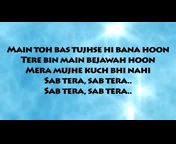 Main toh bas tujhse hi bana hoon
Tere bin main bejawah hoon
Mera mujhe kuch bhi nahi
Sab tera, sab tera..
Sab tera, sab tera..